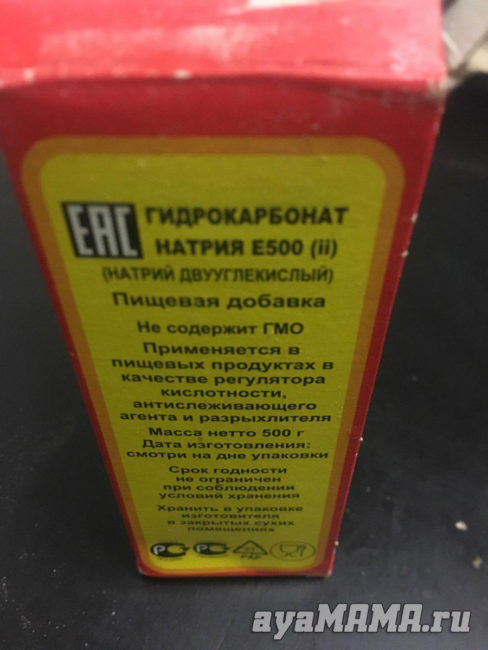 EAC ГИДРОКАРБОНАТ
НАТРИЯ Е500 (ii)
(НАТРИЙ ДВУУГЛЕКИСЛЫЙ)
Пищевая добавка
Не содержит ГМО
Применяется в
пищевых продуктах в
качестве регулятора
кислотности,
антислеживающего
агента и разрыхлителя
Масса нетто 500 г
Дата изготовления:
смотри на дне упаковки
Срок годности
не ограничен
при соблюдении
условий хранения
Хранить в упаковке
изготовителя
в закрытых сухих
помещениях
21
PAP
ayaMAMA.ru